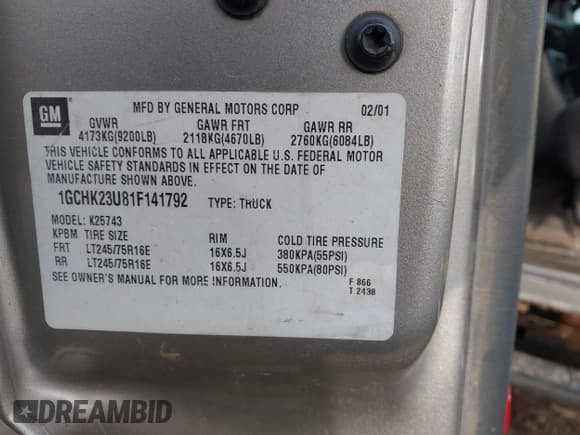 GM
MFD BY GENERAL MOTORS CORP 02/01
GVWR GAWR FRT GAWR RR
4173KG(9200LB) 2118KG(4670LB) 2760KG(6084LB)
THIS VEHICLE CONFORMS TO ALL APPLICABLE U.S. FEDERAL MOTOR
VEHICLE SAFETY STANDARDS IN EFFECT ON THE DATE OF
MANUFACTURE SHOWN ABOVE.
1GCHK23U81F141792 TYPE: TRUCK
MODEL: K25743
KPBM TIRE SIZE RIM COLD TIRE PRESSURE
FRT LT245/75R16E 16X6.5J 380KPA(55PSI)
RR LT245/75R16E 16X6.5J 550KPA(80PSI)
SEE OWNER'S MANUAL FOR MORE INFORMATION.
F 866
T 2438
DREAMBID